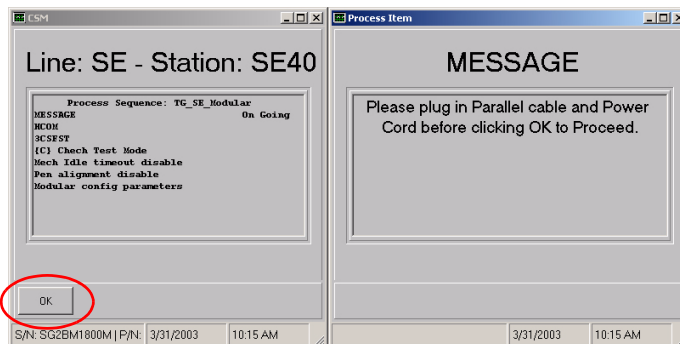 CSM
Line: SE - Station: SE40
Process Sequence: TG_SE_Modular
MESSAGE On Going
HCOM
3CSEST
{C} Chech Test Mode
Mech Idle timeout disable
Pen alignment disable
Modular config parameters
OK
S/N: SG2BM1800M | P/N: 3/31/2003 10:15 AM
Process Item
MESSAGE
Please plug in Parallel cable and Power
Cord before clicking OK to Proceed.
3/31/2003 10:15 AM